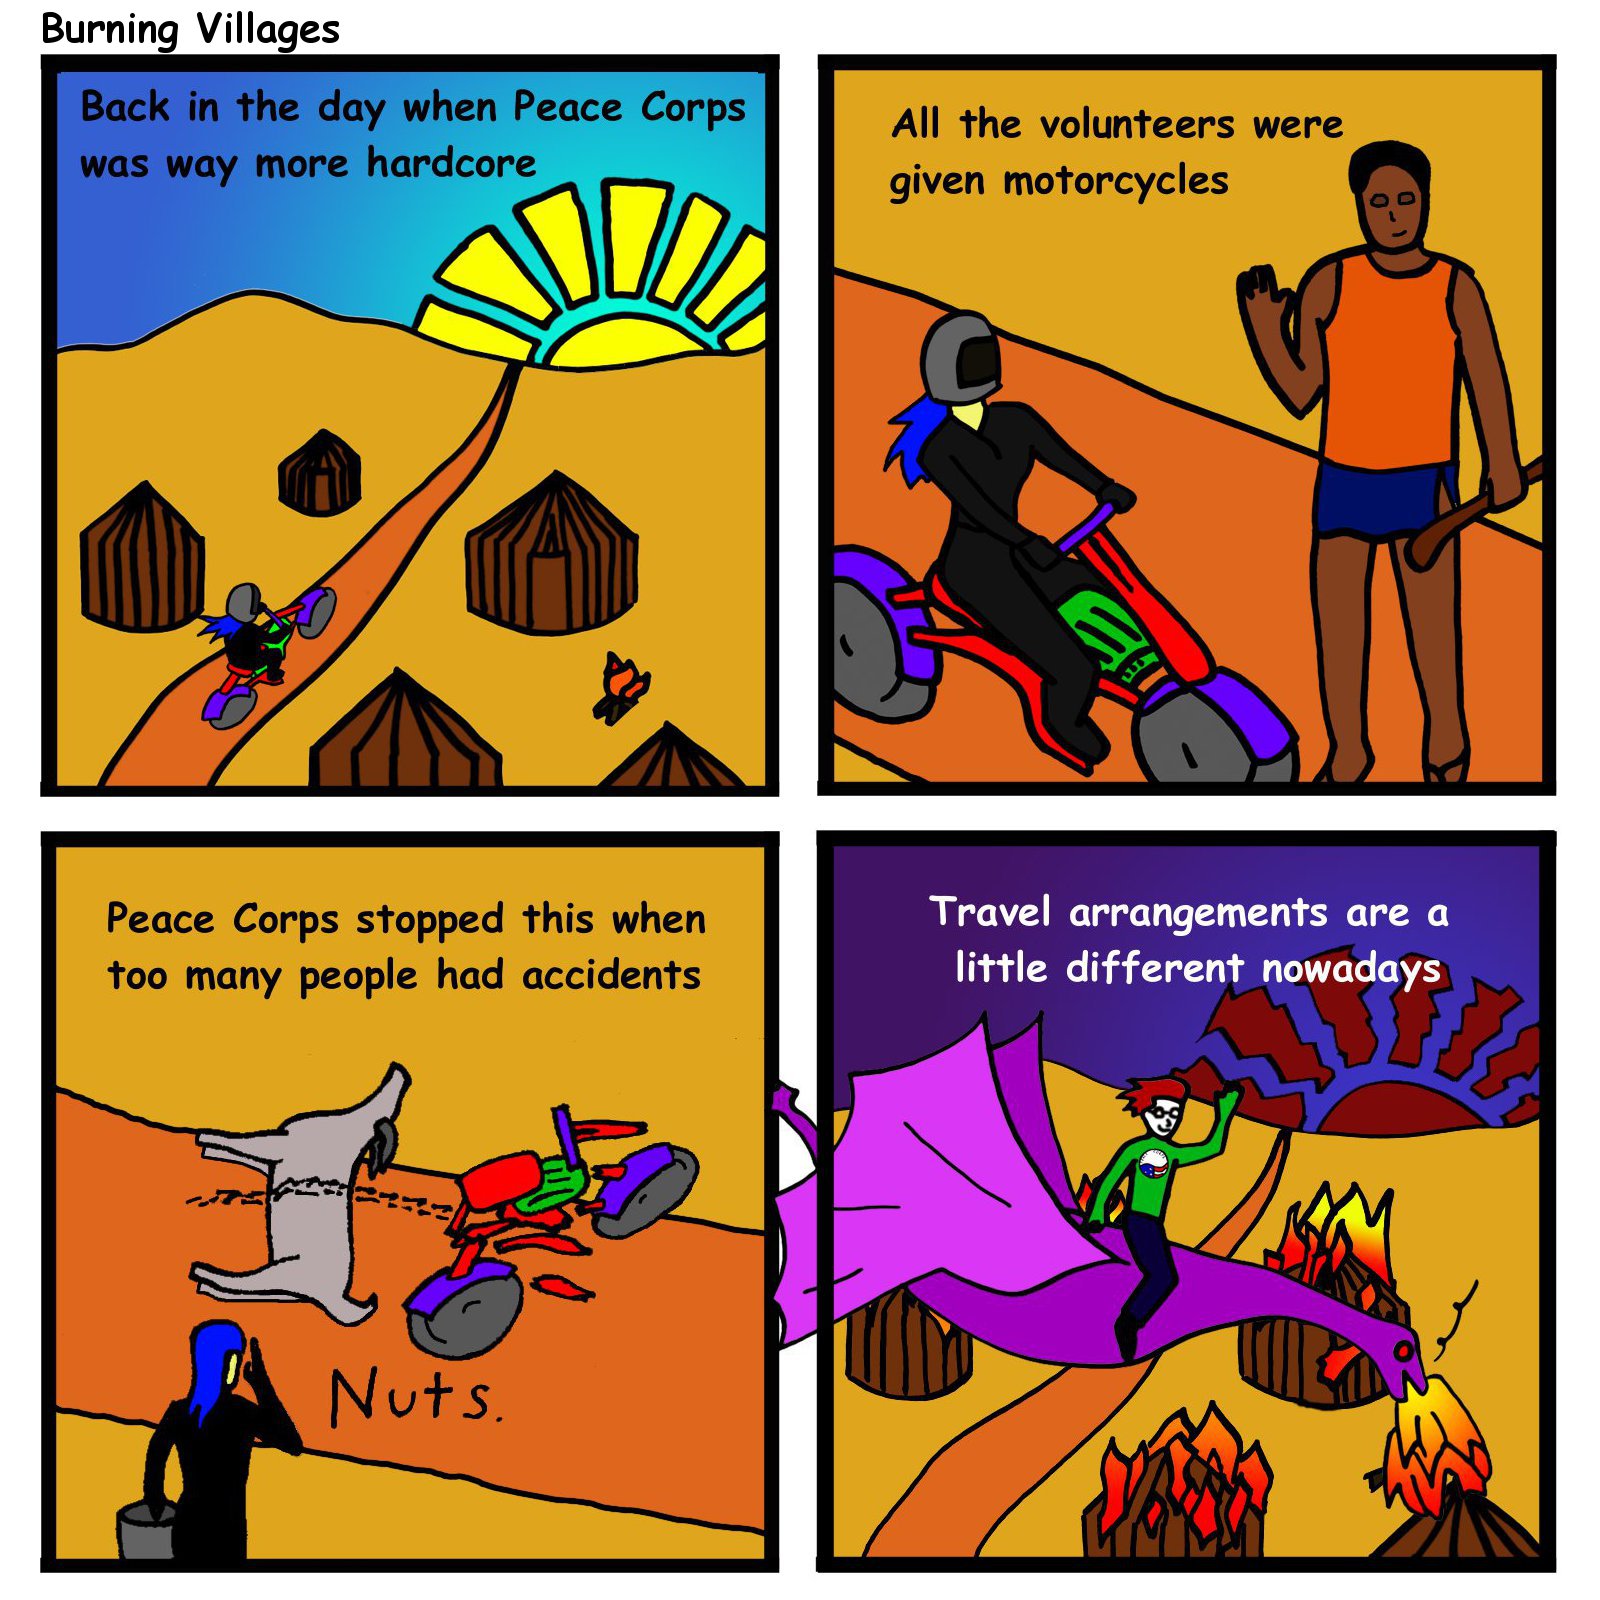 Burning Villages
Back in the day when Peace Corps
was way more hardcore
All the volunteers were
given motorcycles
Peace Corps stopped this when
too many people had accidents
Nuts.
Travel arrangements are a
little different nowadays